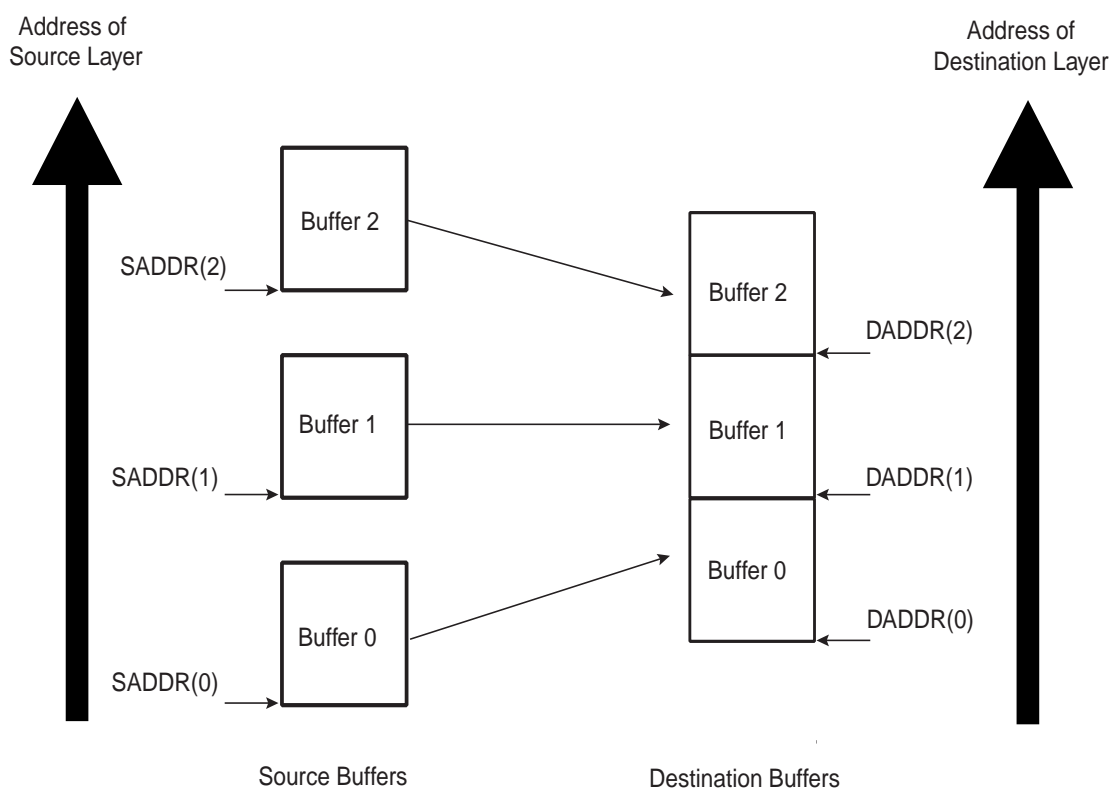 Address of
Source Layer
Address of
Destination Layer
Buffer 2
SADDR(2)
Buffer 2
DADDR(2)
Buffer 1
Buffer 1
SADDR(1)
DADDR(1)
Buffer 0
Buffer 0
DADDR(0)
SADDR(0)
Source Buffers
Destination Buffers